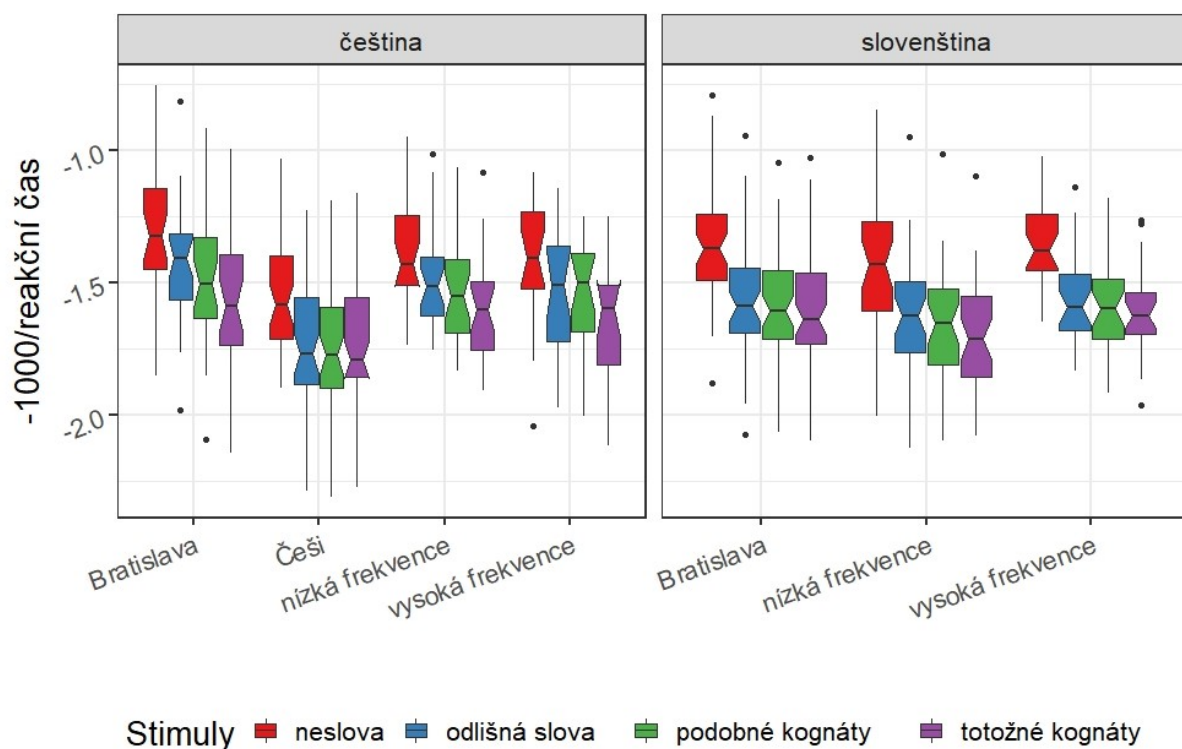 čeština
slovenština
-1000/reakční čas
-1.0
-1.5
-2.0
Bratislava
Češi
nízká frekvence
vysoká frekvence
Bratislava
nízká frekvence
vysoká frekvence
Stimuly neslova odlišná slova podobné kognáty totožné kognáty